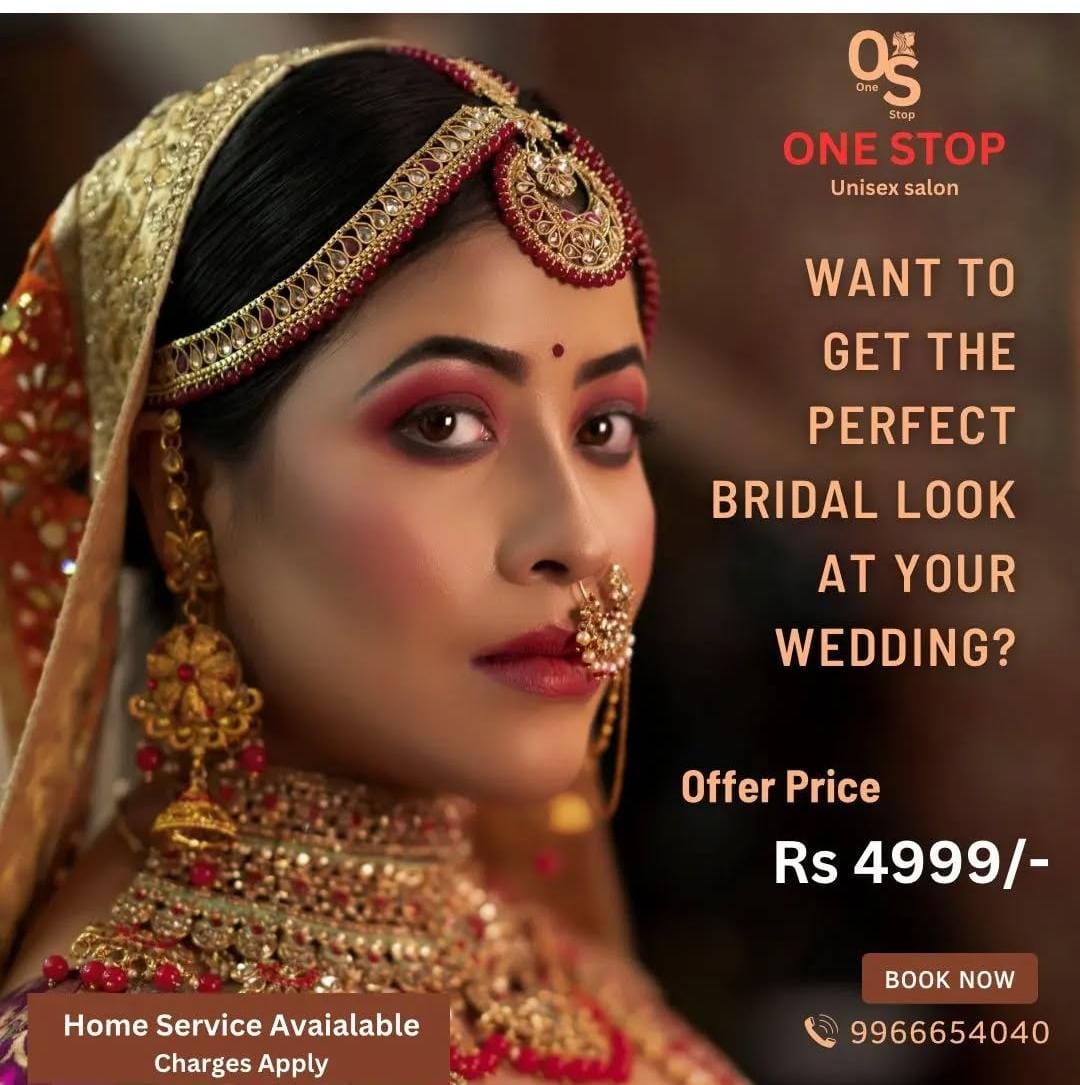 OS
One
Stop
ONE STOP
Unisex salon
WANT TO
GET THE
PERFECT
BRIDAL LOOK
AT YOUR
WEDDING?
Offer Price
Rs 4999/-
BOOK NOW
9966654040
Home Service Avaialable
Charges Apply